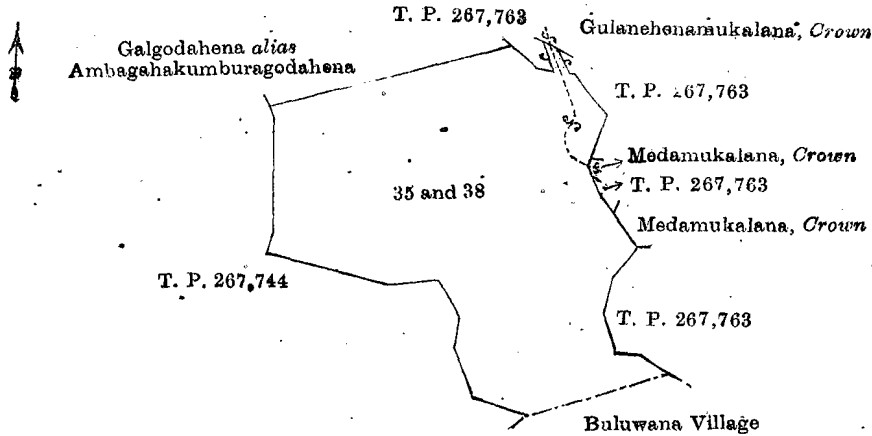 T. P. 267,763
Gulanehenamukalana, Crown
Galgodahena alias
Ambagahakumburagodahena
T. P. 267,763
Medamukalana, Crown
35 and 38
T. P. 267,763
Medamukalana, Crown
T. P. 267,744
T. P. 267,763
Buluwana Village